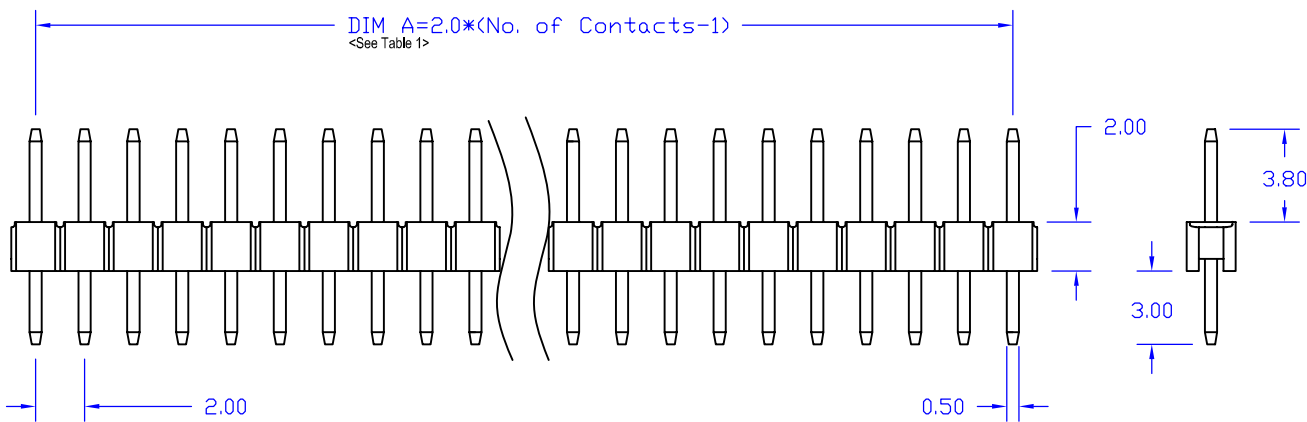 DIM A=2.0*(No. of Contacts-1)
<See Table 1>
2.00
3.80
3.00
2.00
0.50